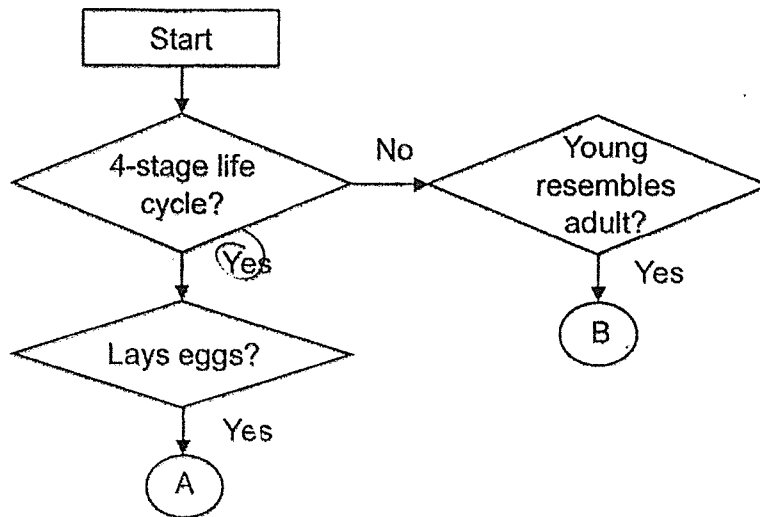 Start
4-stage life
cycle?
No
Young
resembles
adult?
Yes
Yes
B
Lays eggs?
Yes
A